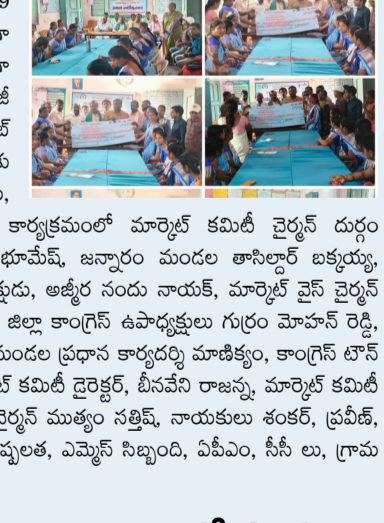 కార్యక్రమంలో మార్కెట్ కమిటీ చైర్మన్ దుర్గం
భూమేష్, జన్నారం మండల తాసిల్దార్ బక్కయ్య,
క్షుడు, అజ్మీర నందు నాయక్, మార్కెట్ వైస్ చైర్మన్
జిల్లా కాంగ్రెస్ ఉపాధ్యక్షులు గుర్రం మోహన్ రెడ్డి,
మండల ప్రధాన కార్యదర్శి మాణిక్యం, కాంగ్రెస్ టౌన్
ట్ కమిటీ డైరెక్టర్, బీనవేని రాజన్న, మార్కెట్ కమిటీ
చైర్మన్ ముత్యం సత్తిష్, నాయకులు శంకర్, ప్రవీణ్,
ష్పలత, ఎమ్మెస్ సిబ్బంది, ఏపీఎం, సీసీ లు, గ్రామ